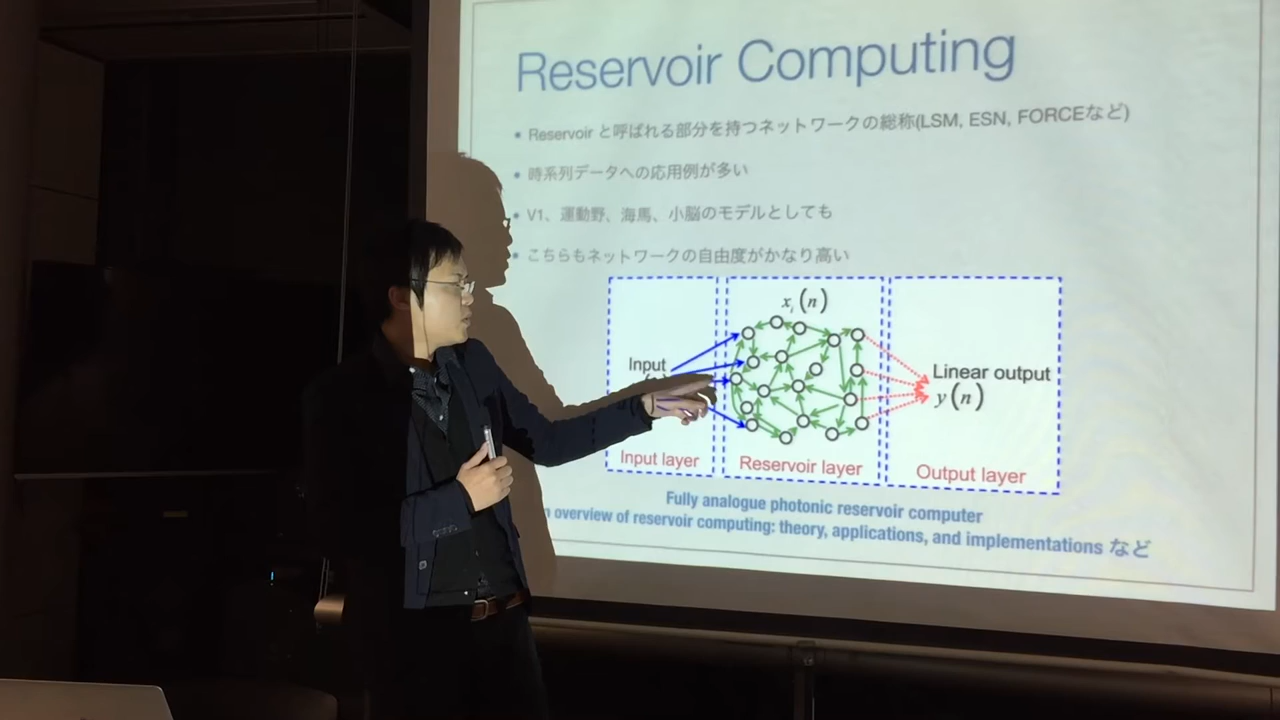 Reservoir Computing
• Reservoir と呼ばれる部分を持つネットワークの総称(LSM, ESN, FORCEなど)
• 時系列データへの応用例が多い
• V1、運動野、海馬、小脳のモデルとしても
• こちらもネットワークの自由度がかなり高い
xᵢ(n)
Input
Linear output
y(n)
Input layer
Reservoir layer
Output layer
Fully analogue photonic reservoir computer
overview of reservoir computing: theory, applications, and implementations など